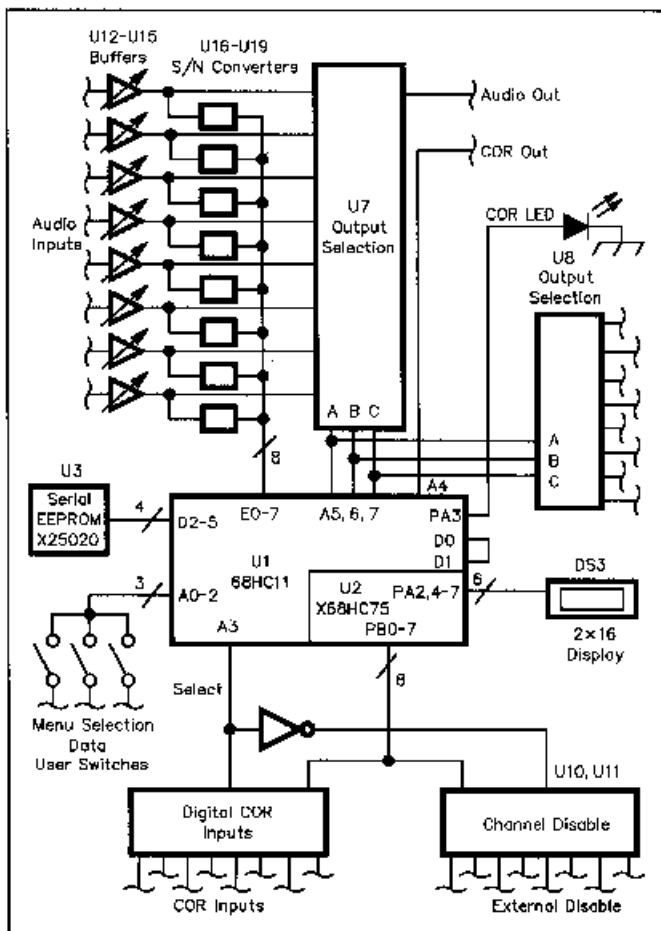 U12-U15
Buffers
U16-U19
S/N Converters
Audio Out
COR Out
U7
Output
Selection
COR LED
Audio
Inputs
U8
Output
Selection
A B C
A
B
C
8
A4
U3
Serial
EEPROM
X25020
4
D2-5
E0-7
A5, 6, 7
PA3
D0
D1
U1
68HC11
U2
X68HC75
PA2, 4-7
PB0-7
6
DS3
2×16
Display
3
A0-2
A3
8
Select
Menu Selection
Data
User Switches
U10, U11
Digital COR
Inputs
Channel Disable
COR Inputs
External Disable